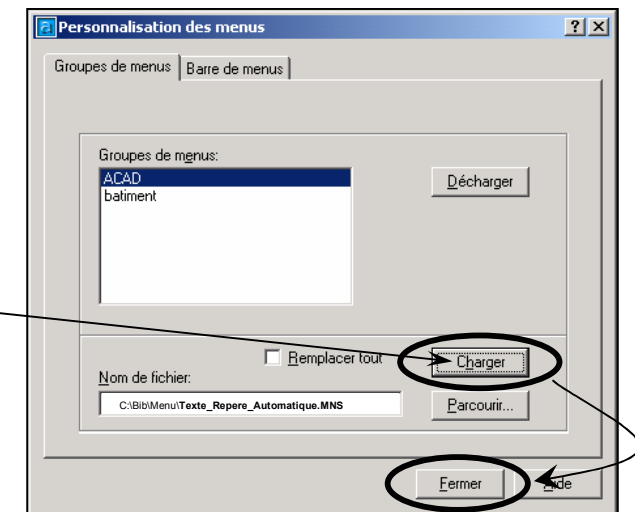 Personnalisation des menus
Groupes de menus
Barre de menus
Groupes de menus:
ACAD
batiment
Décharger
Remplacer tout
Charger
Nom de fichier:
C:\Bib\Menu\Texte_Repere_Automatique.MNS
Parcourir...
Fermer
Aide